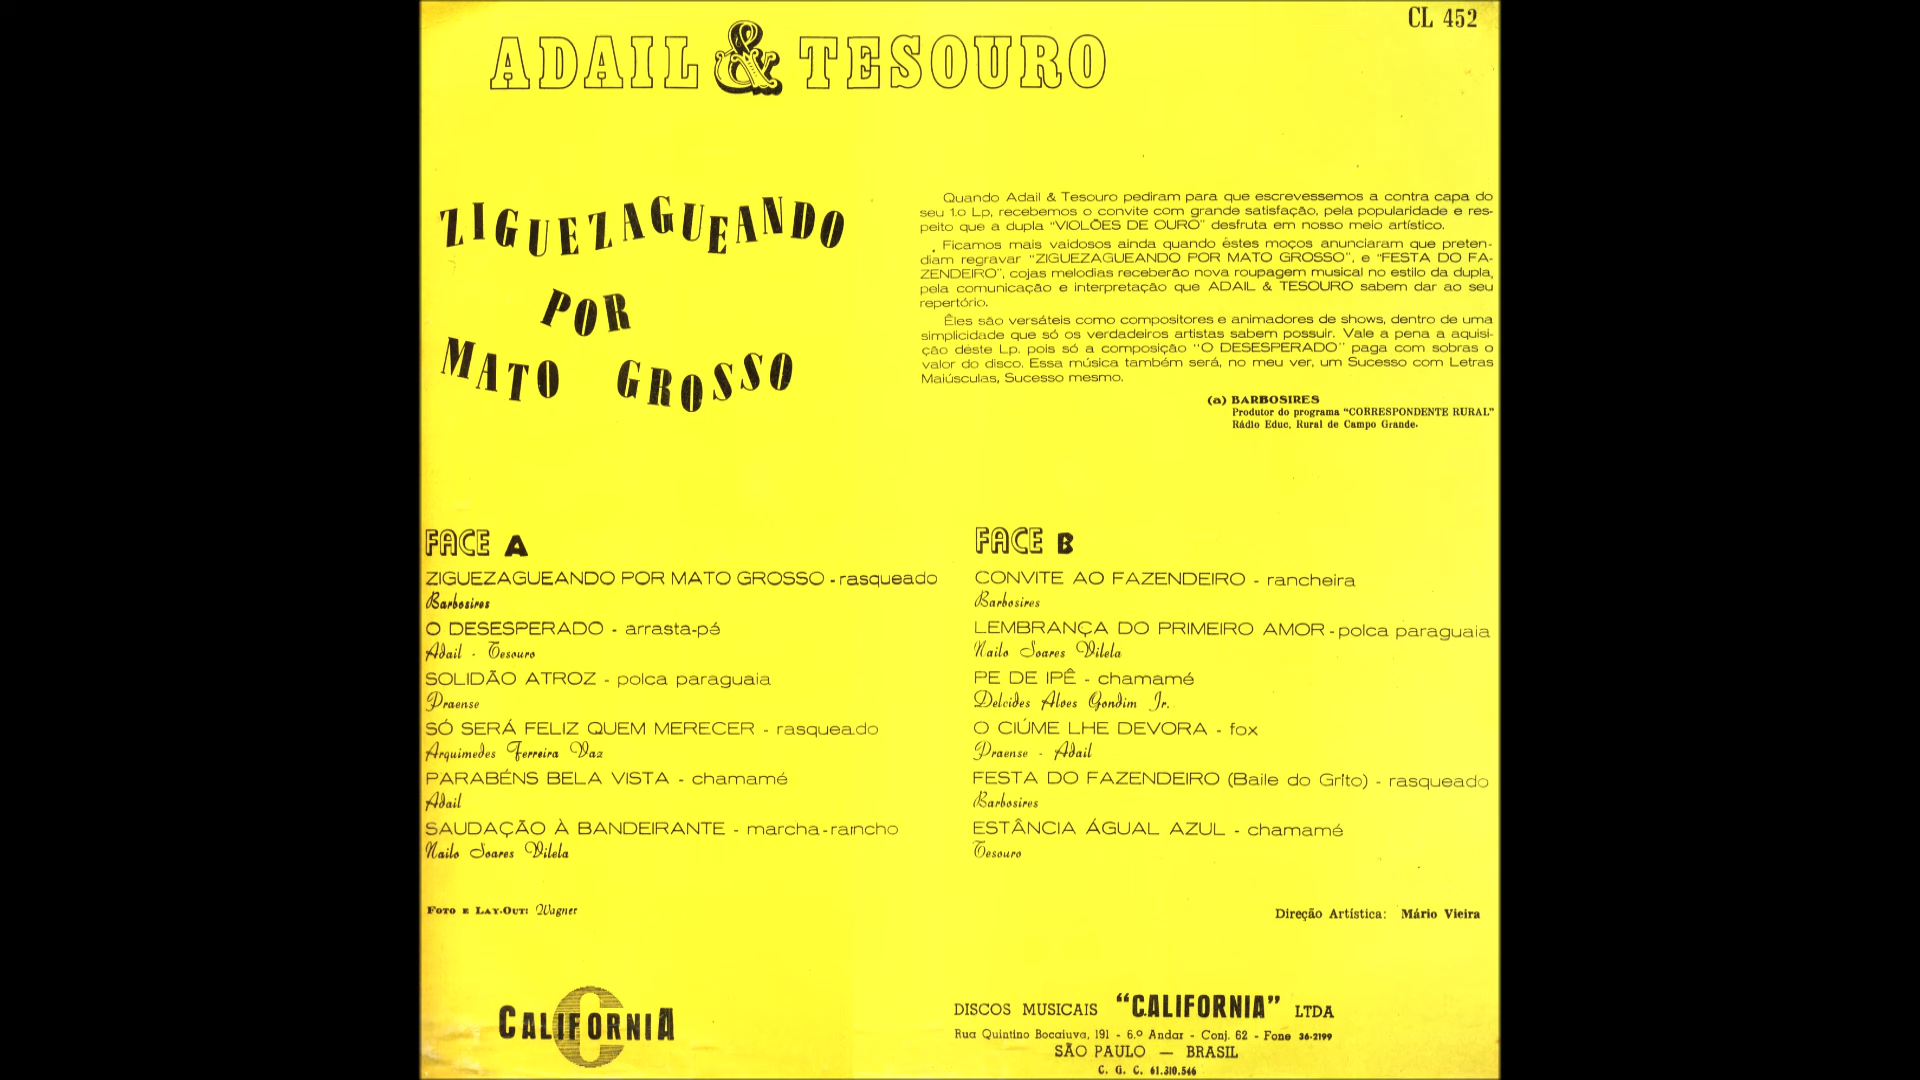 CL 452
ADAIL & TESOURO
ZIGUEZAGUEANDO
POR
MATO GROSSO
Quando Adail & Tesouro pediram para que escrevessemos a contra capa do
seu 1.o Lp, recebemos o convite com grande satisfação, pela popularidade e res-
peito que a dupla "VIOLÕES DE OURO" desfruta em nosso meio artístico.
Ficamos mais vaidosos ainda quando êstes moços anunciaram que preten-
diam regravar "ZIGUEZAGUEANDO POR MATO GROSSO", e "FESTA DO FA-
ZENDEIRO", cojas melodias receberão nova roupagem musical no estilo da dupla,
pela comunicação e interpretação que ADAIL & TESOURO sabem dar ao seu
repertório.
Êles são versáteis como compositores e animadores de shows, dentro de uma
simplicidade que só os verdadeiros artistas sabem possuir. Vale a pena a aquisi-
ção dêste Lp. pois só a composição "O DESESPERADO" paga com sobras o
valor do disco. Essa música também será, no meu ver, um Sucesso com Letras
Maiúsculas, Sucesso mesmo.
(a) BARBOSIRES
Produtor do programa "CORRESPONDENTE RURAL"
Rádio Educ. Rural de Campo Grande.
FACE A
ZIGUEZAGUEANDO POR MATO GROSSO - rasqueado
Barbosires
O DESESPERADO - arrasta-pé
Adail - Tesouro
SOLIDÃO ATROZ - polca paraguaia
Praense
SÓ SERÁ FELIZ QUEM MERECER - rasqueado
Arquimedes Ferreira Vaz
PARABÉNS BELA VISTA - chamamé
Adail
SAUDAÇÃO À BANDEIRANTE - marcha-rancho
Nailo Soares Vilela
FACE B
CONVITE AO FAZENDEIRO - rancheira
Barbosires
LEMBRANÇA DO PRIMEIRO AMOR - polca paraguaia
Nailo Soares Vilela
PE DE IPÊ - chamamé
Delcides Alves Gondim Jr.
O CIÚME LHE DEVORA - fox
Praense - Adail
FESTA DO FAZENDEIRO (Baile do Grito) - rasqueado
Barbosires
ESTÂNCIA ÁGUAL AZUL - chamamé
Tesouro
FOTO E LAY-OUT: Wagner
Direção Artística: Mário Vieira
CALIFORNIA
DISCOS MUSICAIS "CALIFORNIA" LTDA
Rua Quintino Bocaiuva, 191 - 6.º Andar - Conj. 62 - Fone 36-2199
SÃO PAULO — BRASIL
C. G. C. 61.310.546